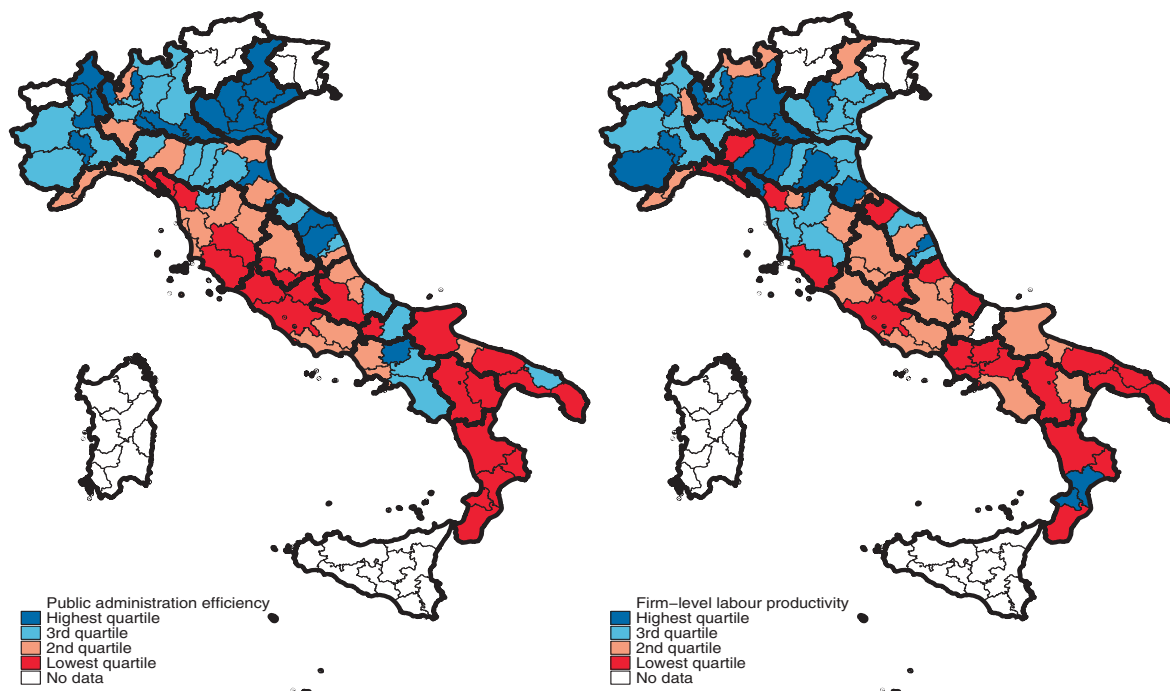 Public administration efficiency
Highest quartile
3rd quartile
2nd quartile
Lowest quartile
No data
Firm−level labour productivity
Highest quartile
3rd quartile
2nd quartile
Lowest quartile
No data